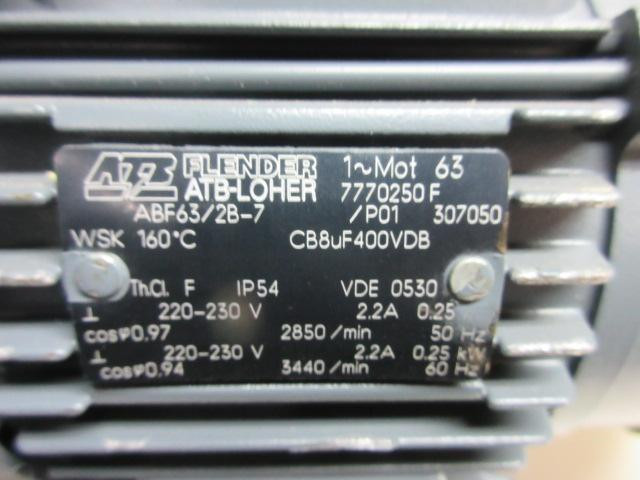 ATB FLENDER 1~Mot 63
ATB-LOHER 7770250 F
ABF63/2B-7 /P01 307050
WSK 160°C CB8uF400VDB
Th.Cl. F IP54 VDE 0530
⊥ 220-230 V 2.2A 0.25
cosφ0.97 2850/min 50 Hz
⊥ 220-230 V 2.2A 0.25 kW
cosφ0.94 3440/min 60 Hz